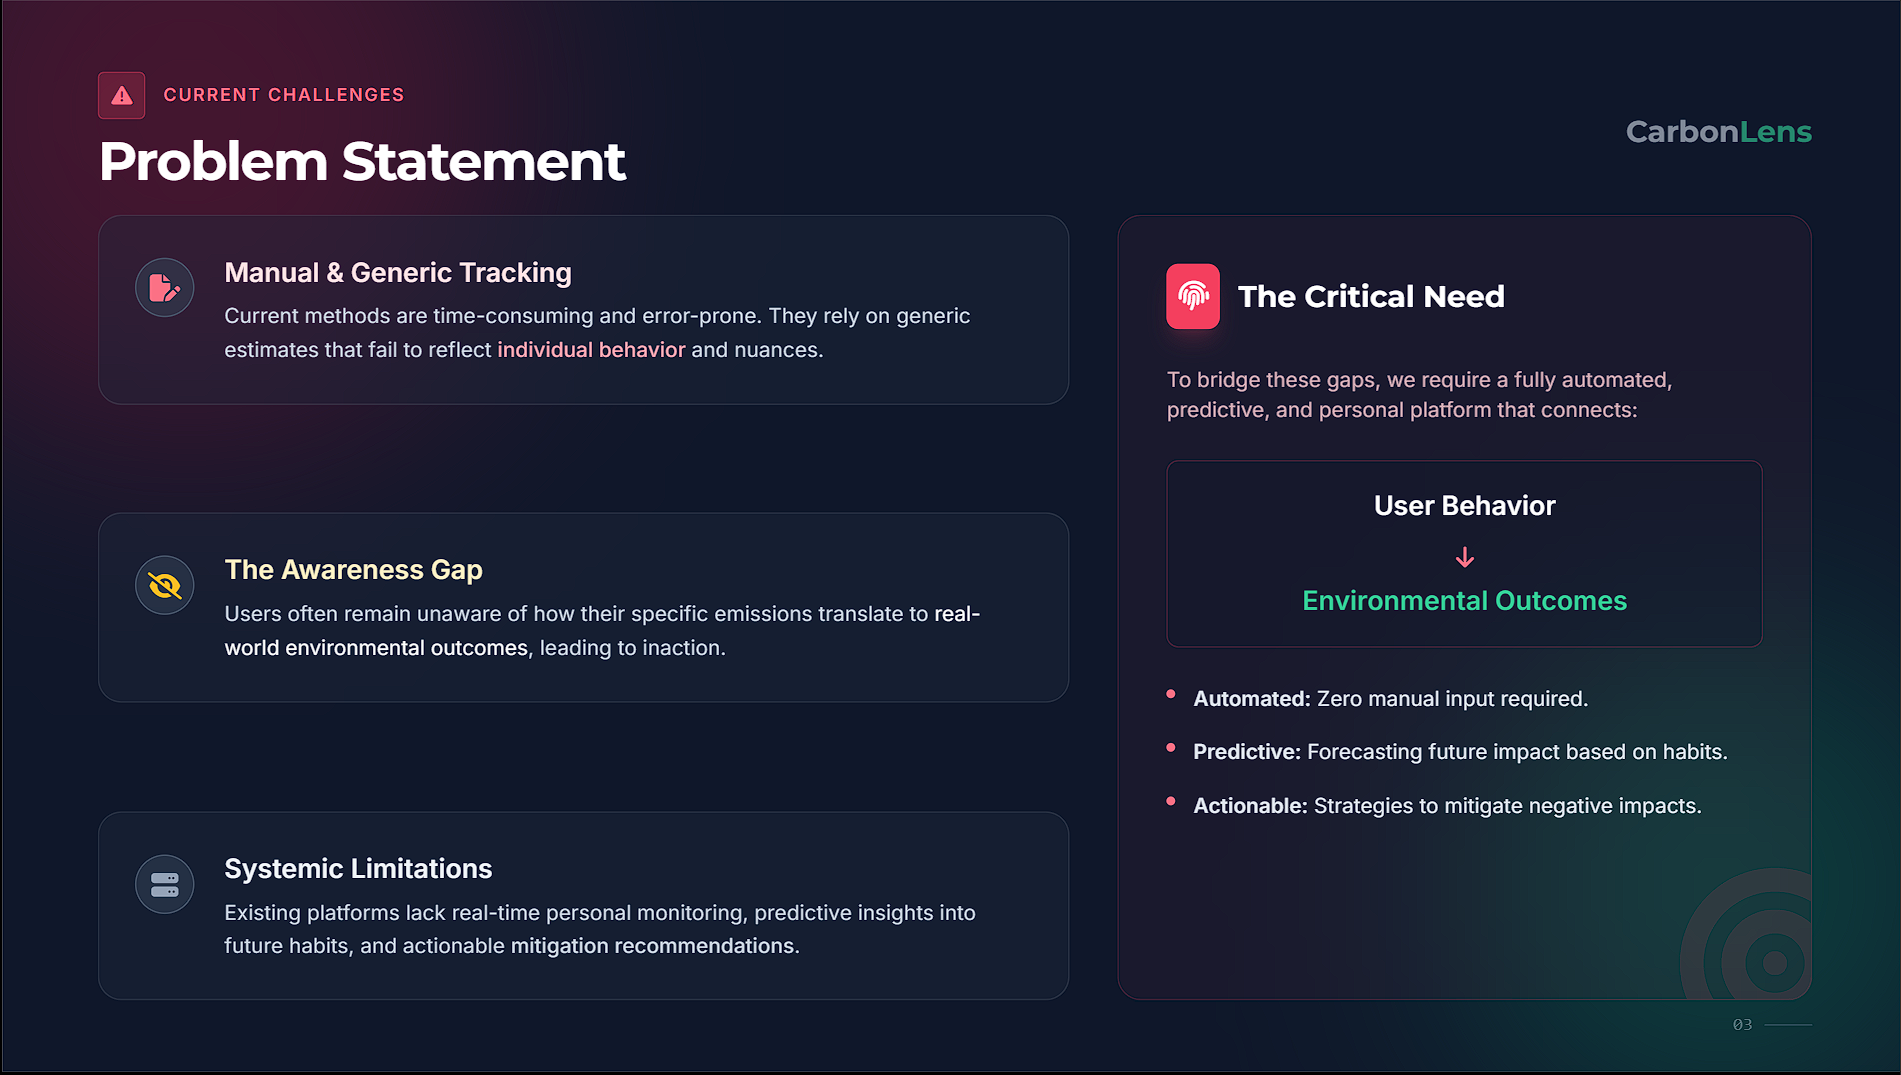 CURRENT CHALLENGES
Problem Statement
CarbonLens
Manual & Generic Tracking
Current methods are time-consuming and error-prone. They rely on generic
estimates that fail to reflect individual behavior and nuances.
The Awareness Gap
Users often remain unaware of how their specific emissions translate to real-
world environmental outcomes, leading to inaction.
Systemic Limitations
Existing platforms lack real-time personal monitoring, predictive insights into
future habits, and actionable mitigation recommendations.
The Critical Need
To bridge these gaps, we require a fully automated,
predictive, and personal platform that connects:
User Behavior
Environmental Outcomes
Automated: Zero manual input required.
Predictive: Forecasting future impact based on habits.
Actionable: Strategies to mitigate negative impacts.
03